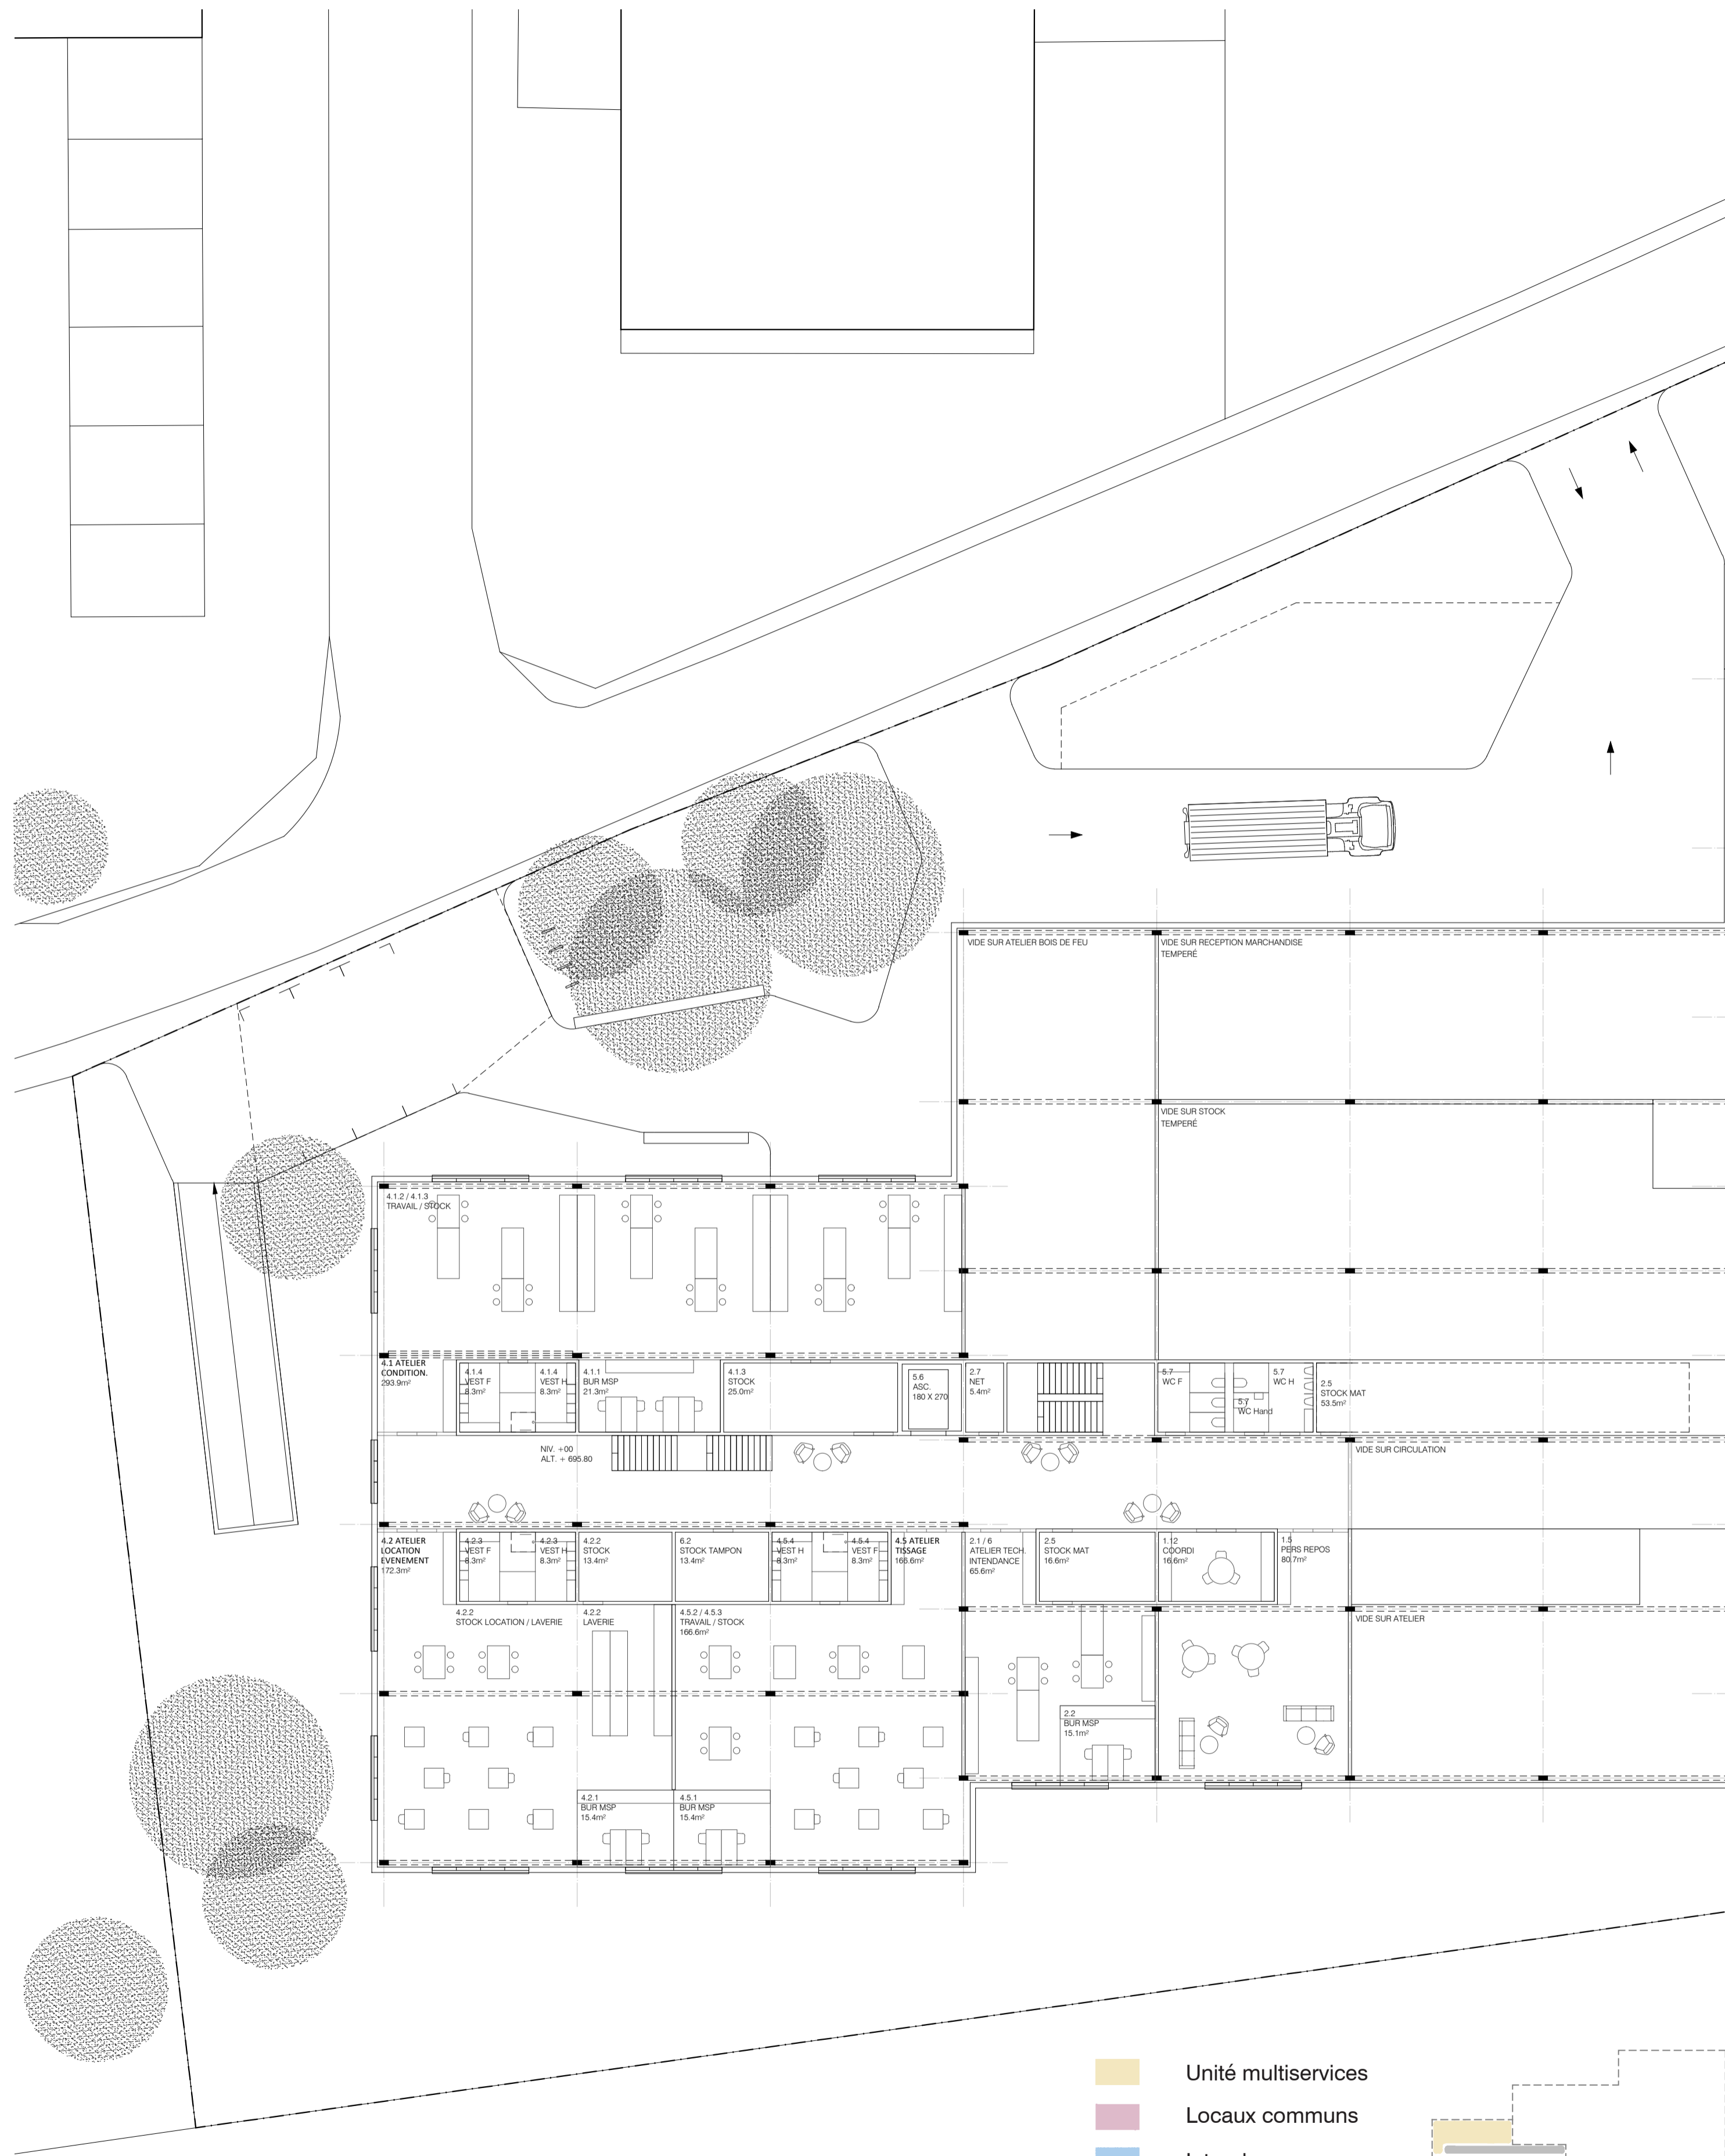 VIDE SUR ATELIER BOIS DE FEU
VIDE SUR RECEPTION MARCHANDISE
TEMPERÉ
VIDE SUR STOCK
TEMPERÉ
4.1.2 / 4.1.3
TRAVAIL / STOCK
4.1 ATELIER
CONDITION.
293.9m²
4.1.4
VEST F
8.3m²
4.1.4
VEST H
8.3m²
4.1.1
BUR MSP
21.3m²
4.1.3
STOCK
25.0m²
5.6
ASC.
180 X 270
2.7
NET
5.4m²
5.7
WC F
5.7
WC H
5.7
WC Hand
2.5
STOCK MAT
53.5m²
NIV. +00
ALT. + 695.80
VIDE SUR CIRCULATION
4.2 ATELIER
LOCATION
EVENEMENT
172.3m²
4.2.3
VEST F
8.3m²
4.2.3
VEST H
8.3m²
4.2.2
STOCK
13.4m²
6.2
STOCK TAMPON
13.4m²
4.5.4
VEST H
8.3m²
4.5.4
VEST F
8.3m²
4.5 ATELIER
TISSAGE
166.6m²
2.1 / 6
ATELIER TECH.
INTENDANCE
65.6m²
2.5
STOCK MAT
16.6m²
1.12
COORDI
16.6m²
1.5
PERS REPOS
80.7m²
4.2.2
STOCK LOCATION / LAVERIE
4.2.2
LAVERIE
4.5.2 / 4.5.3
TRAVAIL / STOCK
166.6m²
VIDE SUR ATELIER
2.2
BUR MSP
15.1m²
4.2.1
BUR MSP
15.4m²
4.5.1
BUR MSP
15.4m²
Unité multiservices
Locaux communs